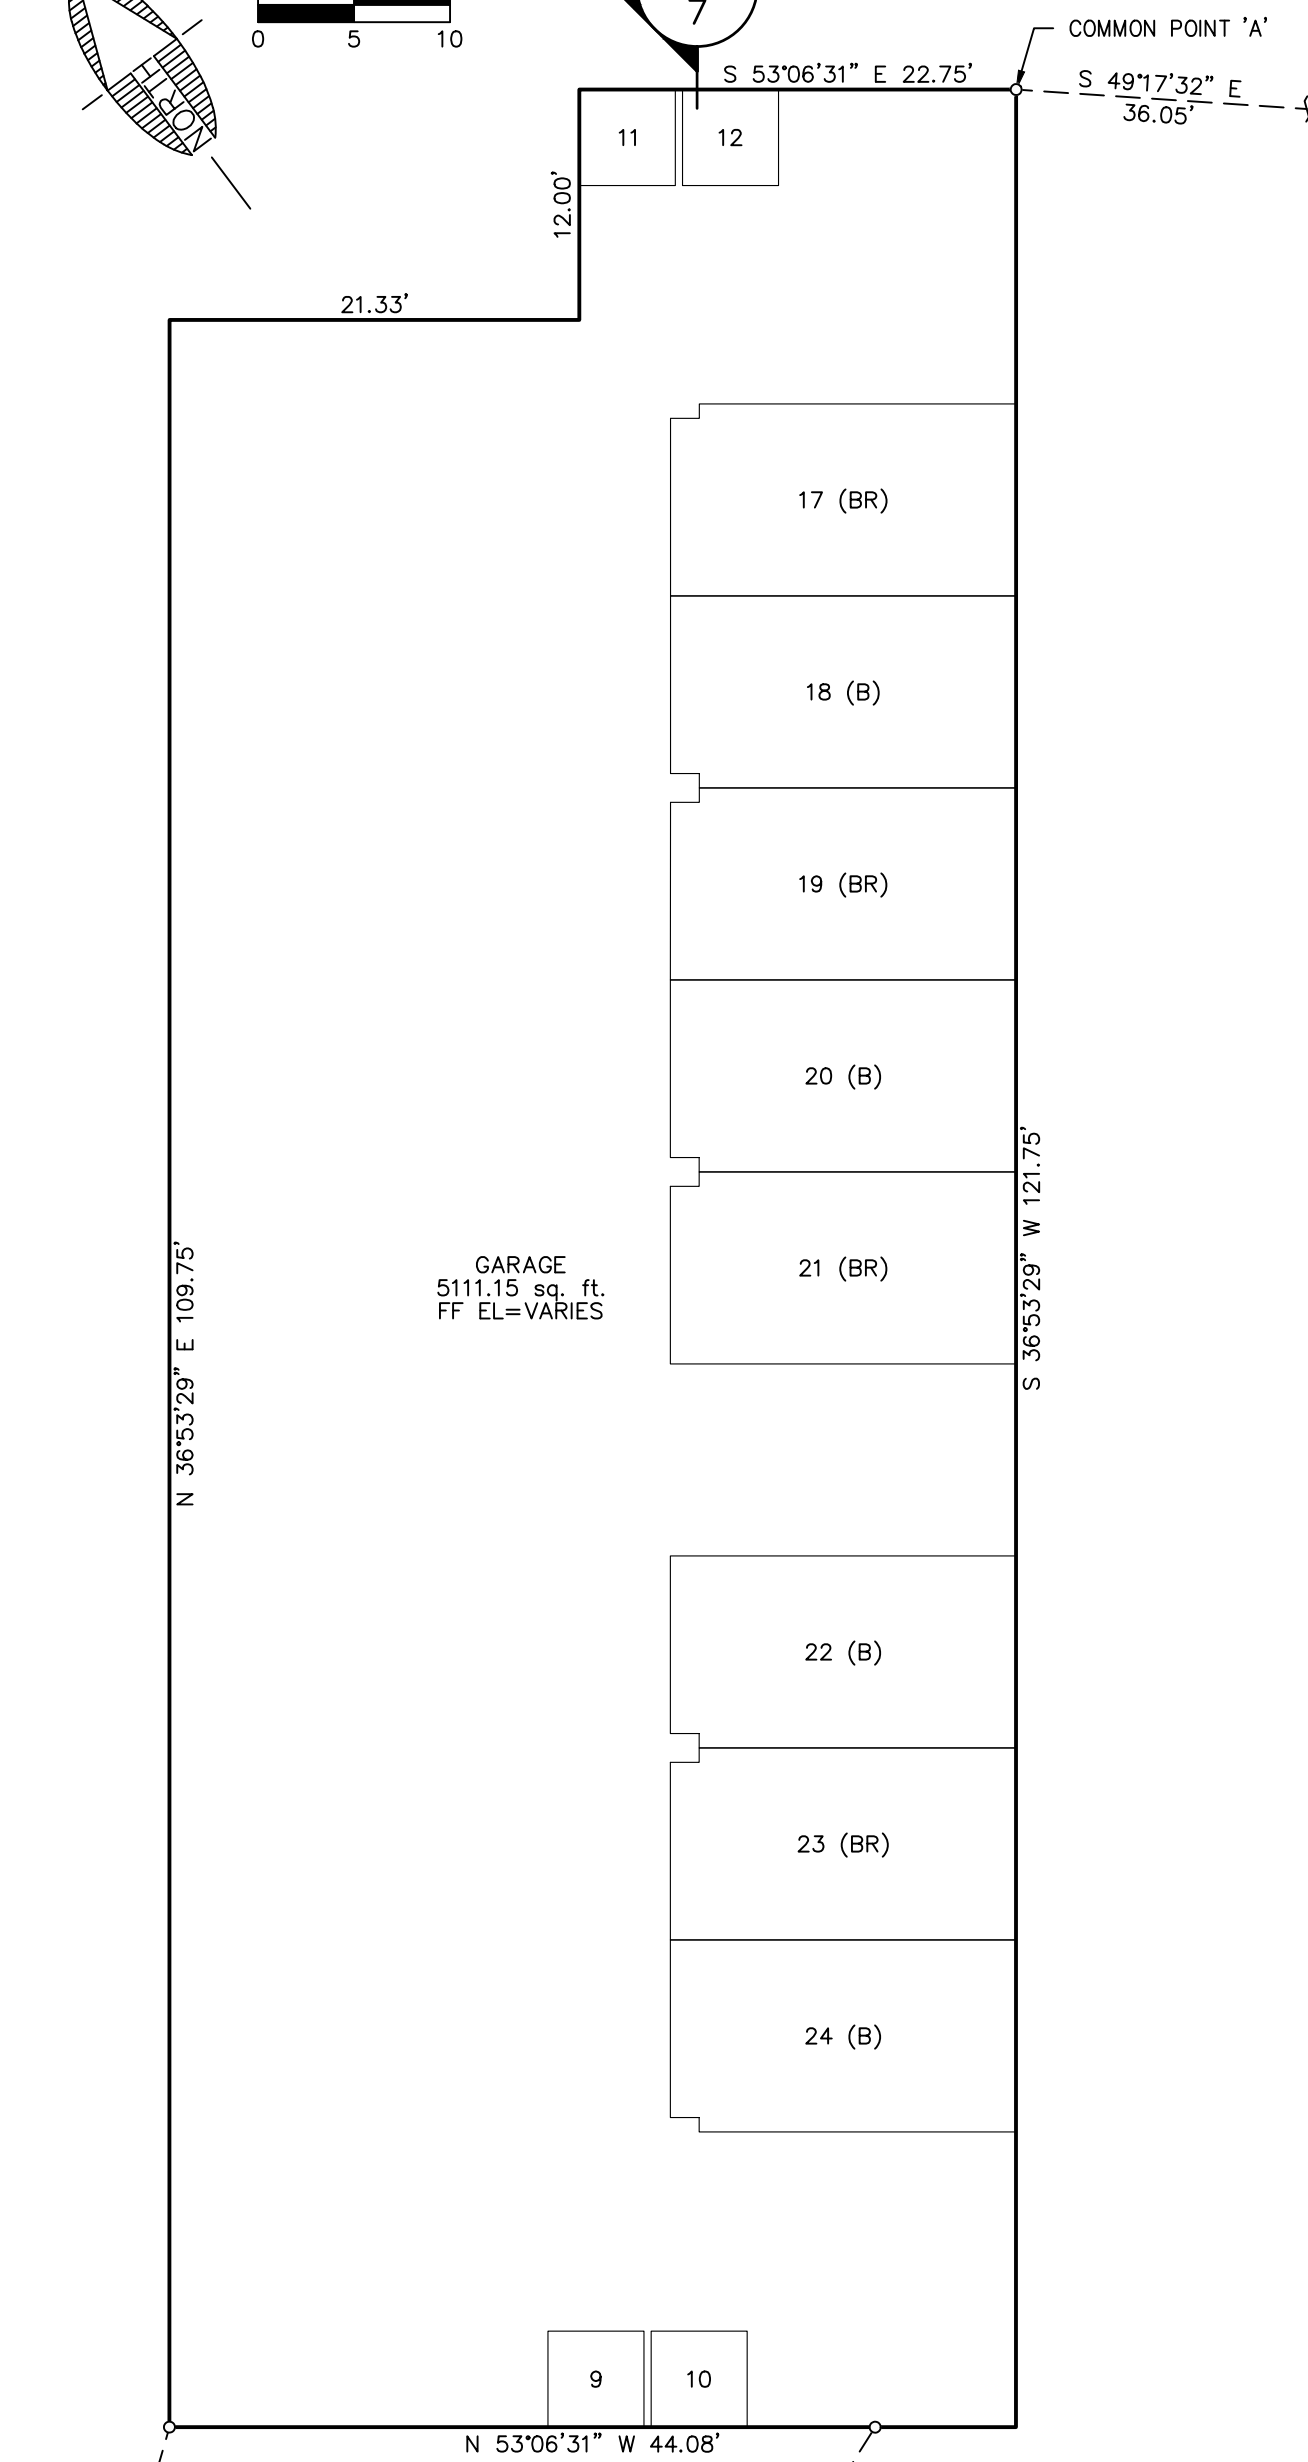 7
COMMON POINT 'A'
0 5 10
NORTH
S 53°06'31" E 22.75'
S 49°17'32" E
36.05'
11
12
12.00'
21.33'
17 (BR)
18 (B)
19 (BR)
20 (B)
S 36°53'29" W 121.75'
N 36°53'29" E 109.75'
GARAGE
5111.15 sq. ft.
FF EL=VARIES
21 (BR)
22 (B)
23 (BR)
24 (B)
9
10
N 53°06'31" W 44.08'